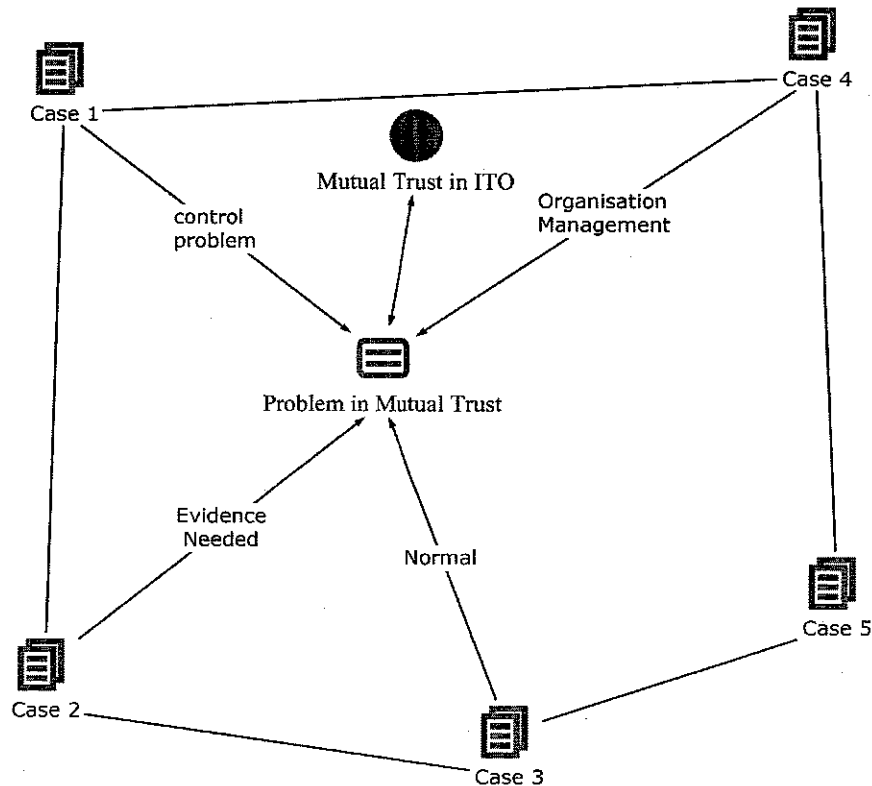 Case 1
Case 4
Mutual Trust in ITO
control
problem
Organisation
Management
Problem in Mutual Trust
Evidence
Needed
Normal
Case 5
Case 2
Case 3